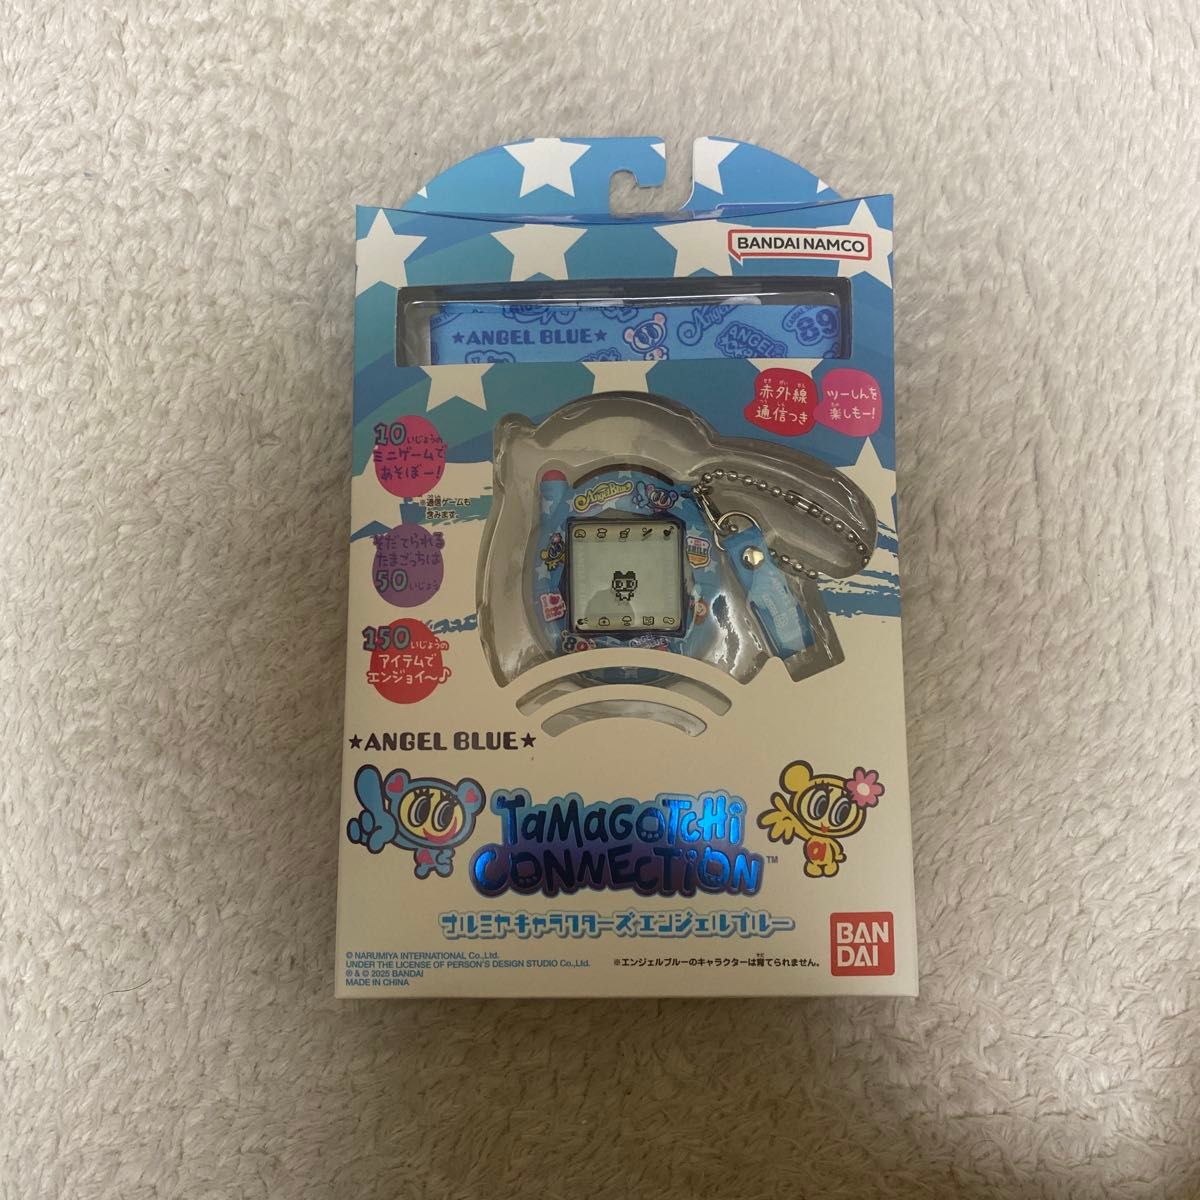 BANDAI NAMCO
★ANGEL BLUE★
Angel
ANGEL
89
赤外線
通信つき
ツーしんを
楽しもー!
10いじょうの
ミニゲームで
あそぼー!
※通信ゲームも
含みます。
そだてられる
たまごっちは
50いじょう
150いじょうの
アイテムで
エンジョイ〜♪
AngelBlue
SMILE
★ANGEL BLUE★
TAMAGOTCHI
CONNECTION™
ナルミヤキャラクターズエンジェルブルー
© NARUMIYA INTERNATIONAL Co.,Ltd.
UNDER THE LICENSE OF PERSON'S DESIGN STUDIO Co.,Ltd.
® & © 2025 BANDAI
MADE IN CHINA
※エンジェルブルーのキャラクターは育てられません。
BAN
DAI